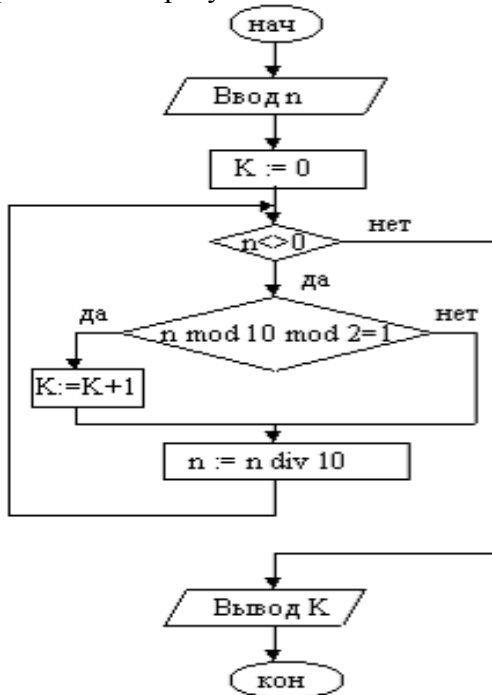 нач
Ввод n
K := 0
n<>0
нет
да
да
n mod 10 mod 2=1
нет
K:=K+1
n := n div 10
Вывод K
кон